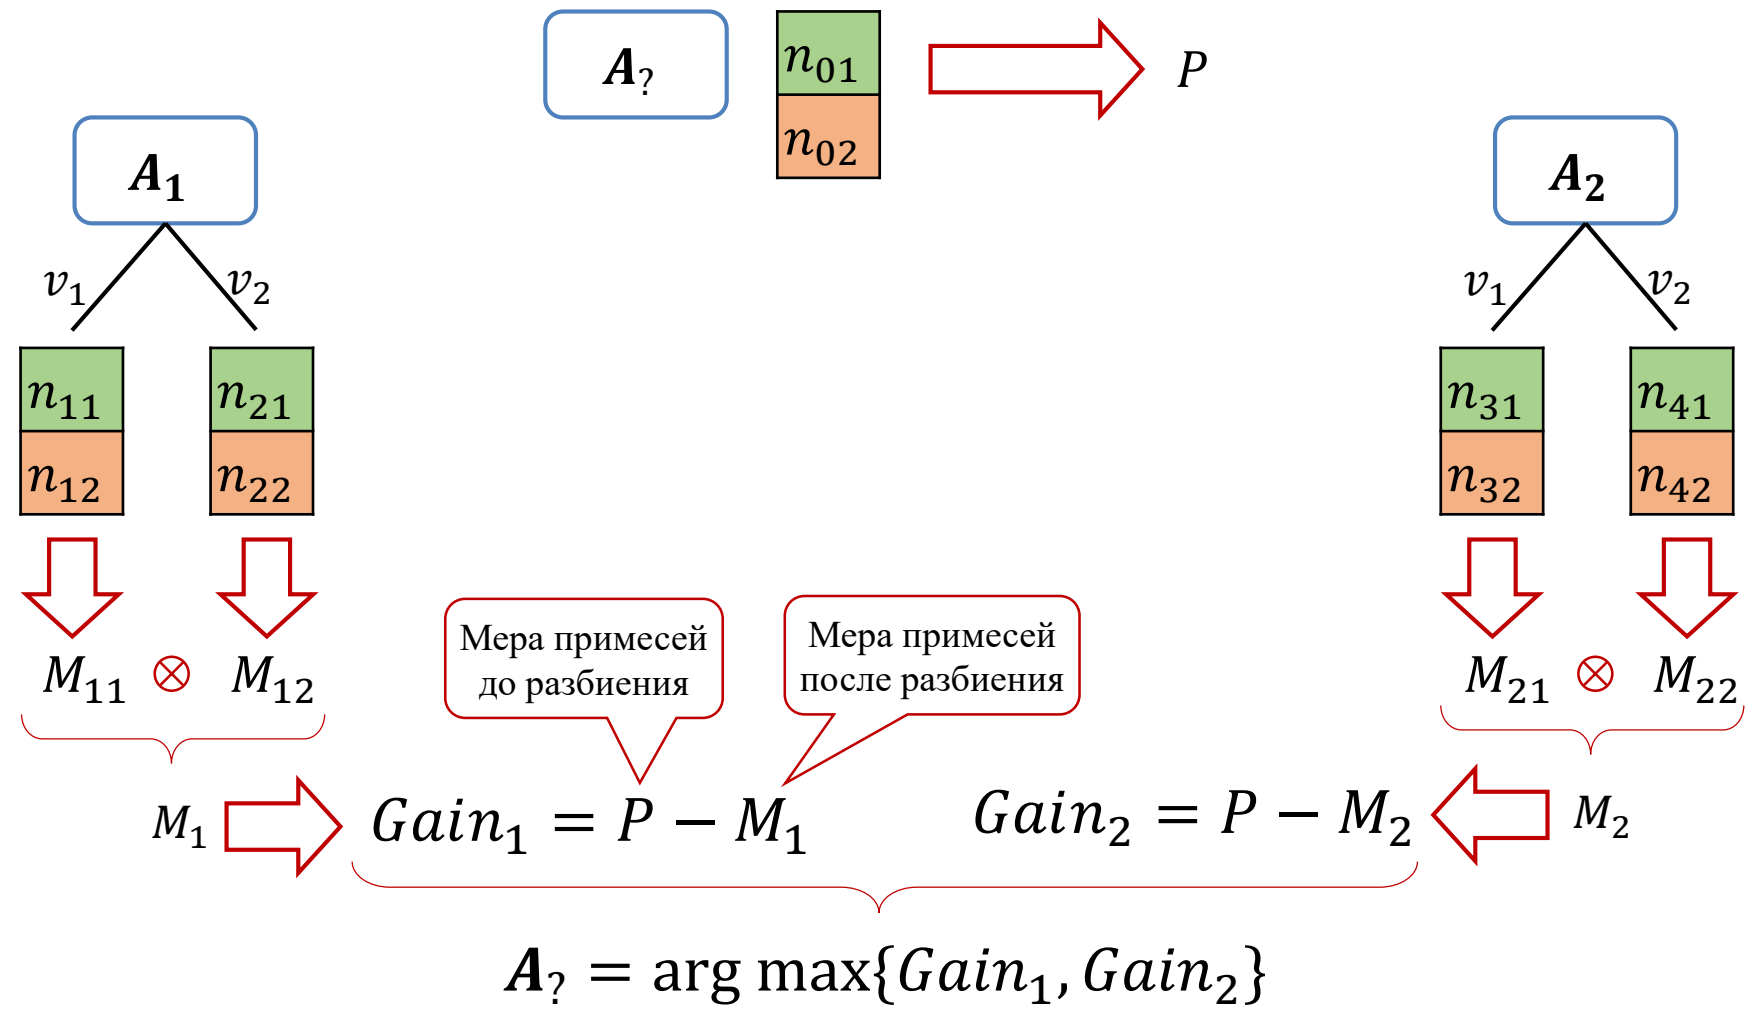 A?
n01
P
n02
A1
A2
v1
v2
v1
v2
n11
n21
n31
n41
n12
n22
n32
n42
Мера примесей
до разбиения
Мера примесей
после разбиения
M11 ⊗ M12
M21 ⊗ M22
M1
Gain1 = P − M1
Gain2 = P − M2
M2
A? = arg max{Gain1, Gain2}